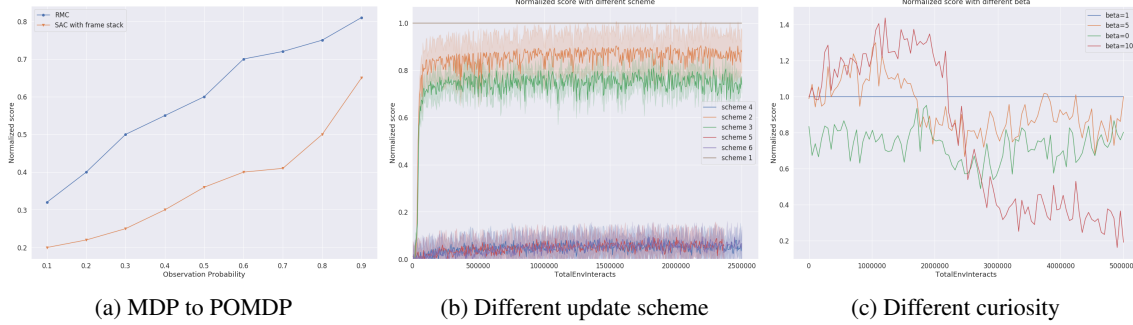 RMC
SAC with frame stack
Normalized score
0.8
0.7
0.6
0.5
0.4
0.3
0.2
0.1 0.2 0.3 0.4 0.5 0.6 0.7 0.8 0.9
Observation Probability
(a) MDP to POMDP
Normalized score with different scheme
Normalized score
1.0
0.8
0.6
0.4
0.2
0.0
scheme 4
scheme 2
scheme 3
scheme 5
scheme 6
scheme 1
0 500000 1000000 1500000 2000000 2500000
TotalEnvInteracts
(b) Different update scheme
Normalized score with different beta
Normalized score
1.4
1.2
1.0
0.8
0.6
0.4
0.2
beta=1
beta=5
beta=0
beta=10
0 1000000 2000000 3000000 4000000 5000000
TotalEnvInteracts
(c) Different curiosity